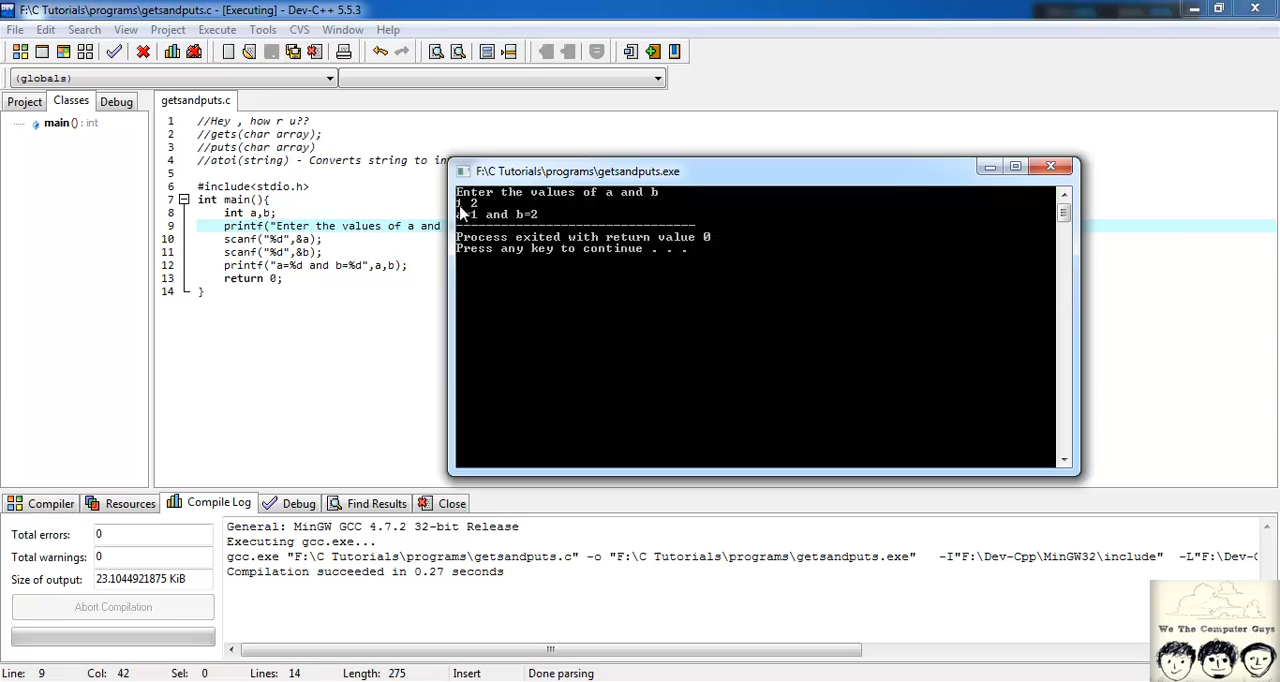 F:\C Tutorials\programs\getsandputs.c - [Executing] - Dev-C++ 5.5.3
File Edit Search View Project Execute Tools CVS Window Help
(globals)
Project Classes Debug
getsandputs.c
main () : int
1 //Hey , how r u??
2 //gets(char array);
3 //puts(char array)
4 //atoi(string) - Converts string to in
5
6 #include<stdio.h>
7 int main(){
8 int a,b;
9 printf("Enter the values of a and
10 scanf("%d",&a);
11 scanf("%d",&b);
12 printf("a=%d and b=%d",a,b);
13 return 0;
14 }
F:\C Tutorials\programs\getsandputs.exe
Enter the values of a and b
1 2
a=1 and b=2
--------------------------------
Process exited with return value 0
Press any key to continue . . .
Compiler Resources Compile Log Debug Find Results Close
Total errors: 0
Total warnings: 0
Size of output: 23.1044921875 KiB
Abort Compilation
General: MinGW GCC 4.7.2 32-bit Release
Executing gcc.exe...
gcc.exe "F:\C Tutorials\programs\getsandputs.c" -o "F:\C Tutorials\programs\getsandputs.exe" -I"F:\Dev-Cpp\MinGW32\include" -L"F:\Dev-C
Compilation succeeded in 0.27 seconds
We The Computer Guys
Line: 9 Col: 42 Sel: 0 Lines: 14 Length: 275 Insert Done parsing